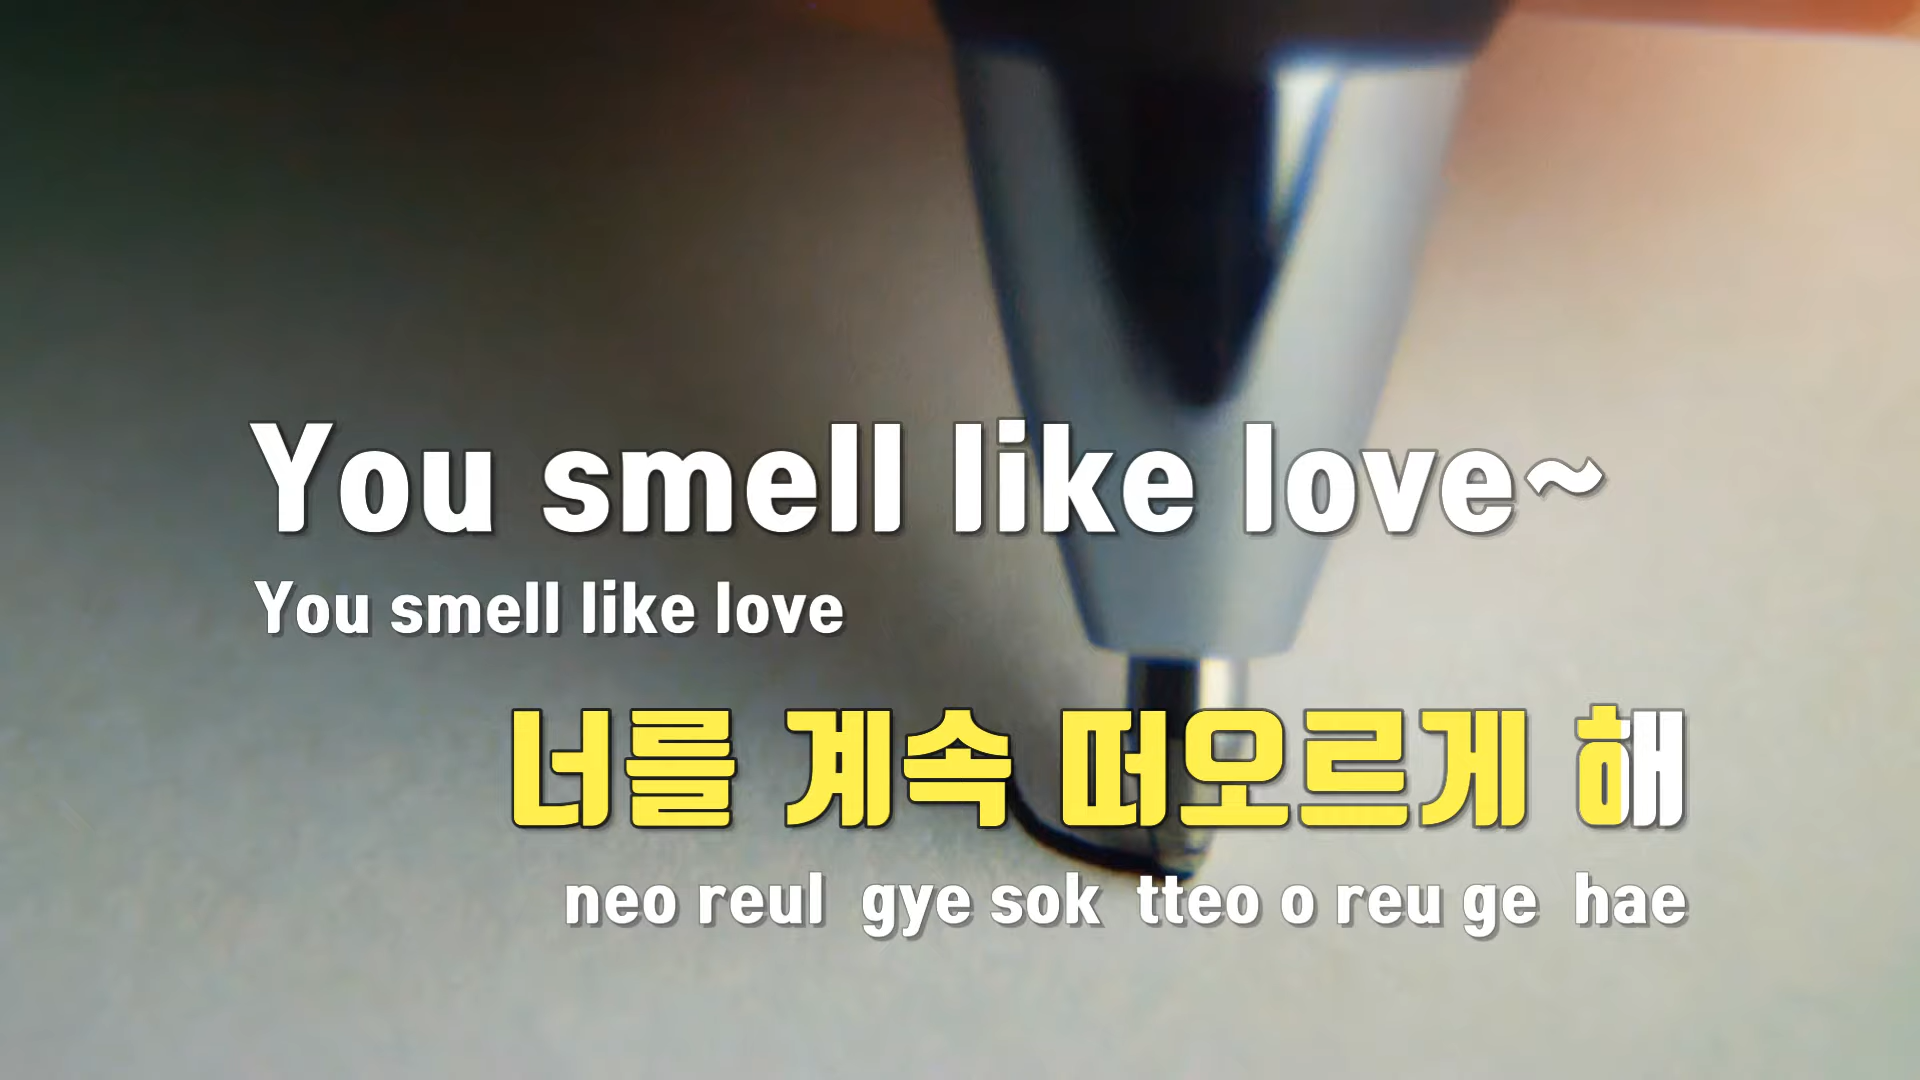 You smell like love~
You smell like love
너를 계속 떠오르게 해
neo reul gye sok tteo o reu ge hae